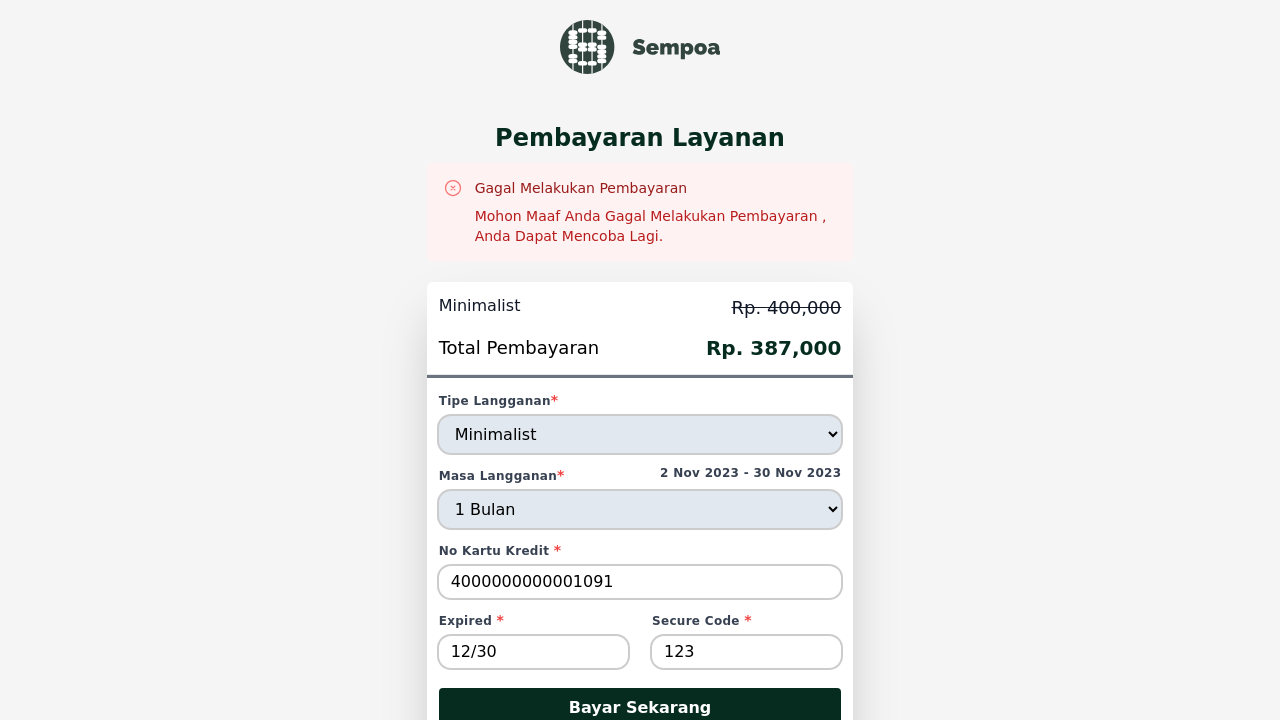 Sempoa
Pembayaran Layanan
Gagal Melakukan Pembayaran
Mohon Maaf Anda Gagal Melakukan Pembayaran ,
Anda Dapat Mencoba Lagi.
Minimalist Rp. 400,000
Total Pembayaran Rp. 387,000
Tipe Langganan*
Minimalist
Masa Langganan* 2 Nov 2023 - 30 Nov 2023
1 Bulan
No Kartu Kredit *
4000000000001091
Expired * Secure Code *
12/30 123
Bayar Sekarang